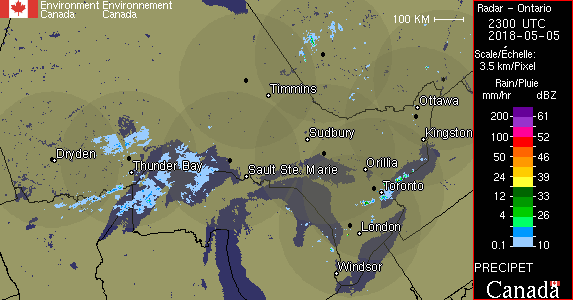 Environment Environnement
Canada Canada
100 KM
Timmins
Ottawa
Sudbury
Kingston
Dryden
Thunder Bay
Sault Ste. Marie
Orillia
Toronto
London
Windsor
Radar - Ontario
2300 UTC
2018-05-05
Scale/Échelle:
3.5 km/Pixel
Rain/Pluie
mm/hr dBZ
200 61
100 52
50 46
24 39
12 33
4 26
0.1 10
PRECIPET
Canada